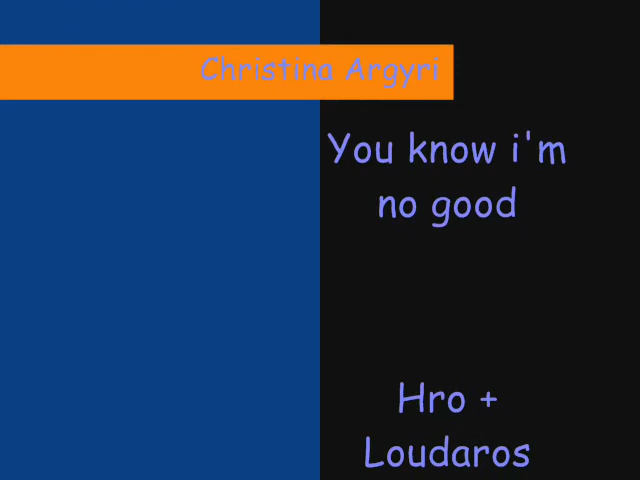 Christina Argyri
You know i'm
no good
Hro +
Loudaros